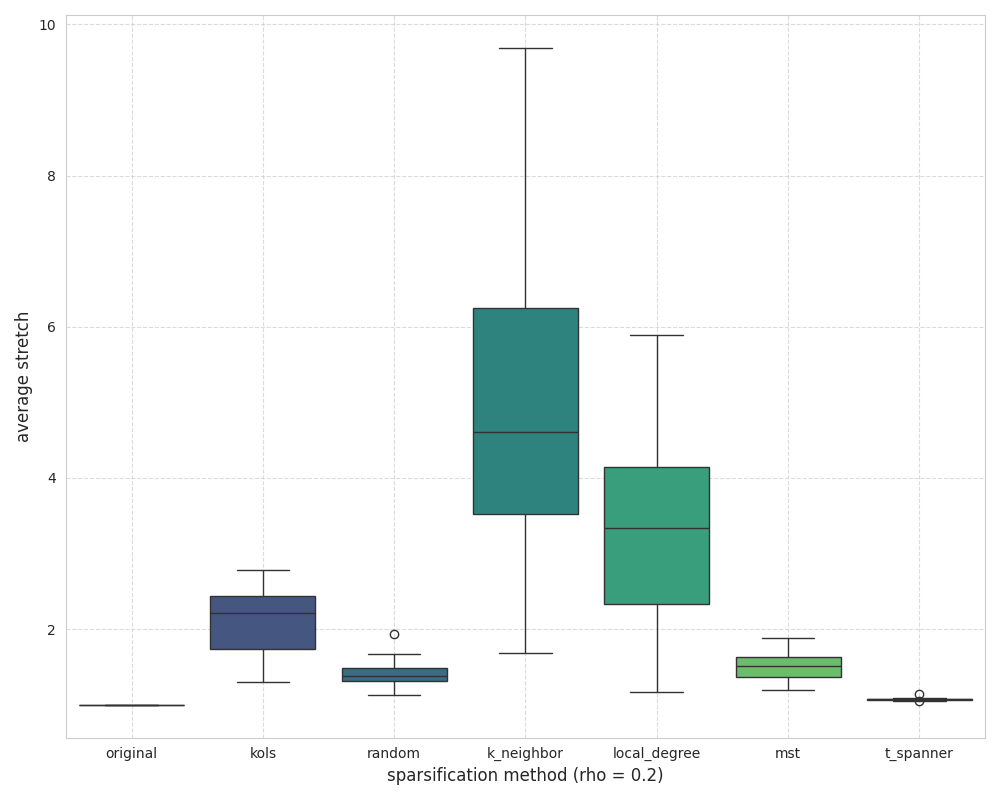 average stretch
10
8
6
4
2
original kols random k_neighbor local_degree mst t_spanner
sparsification method (rho = 0.2)